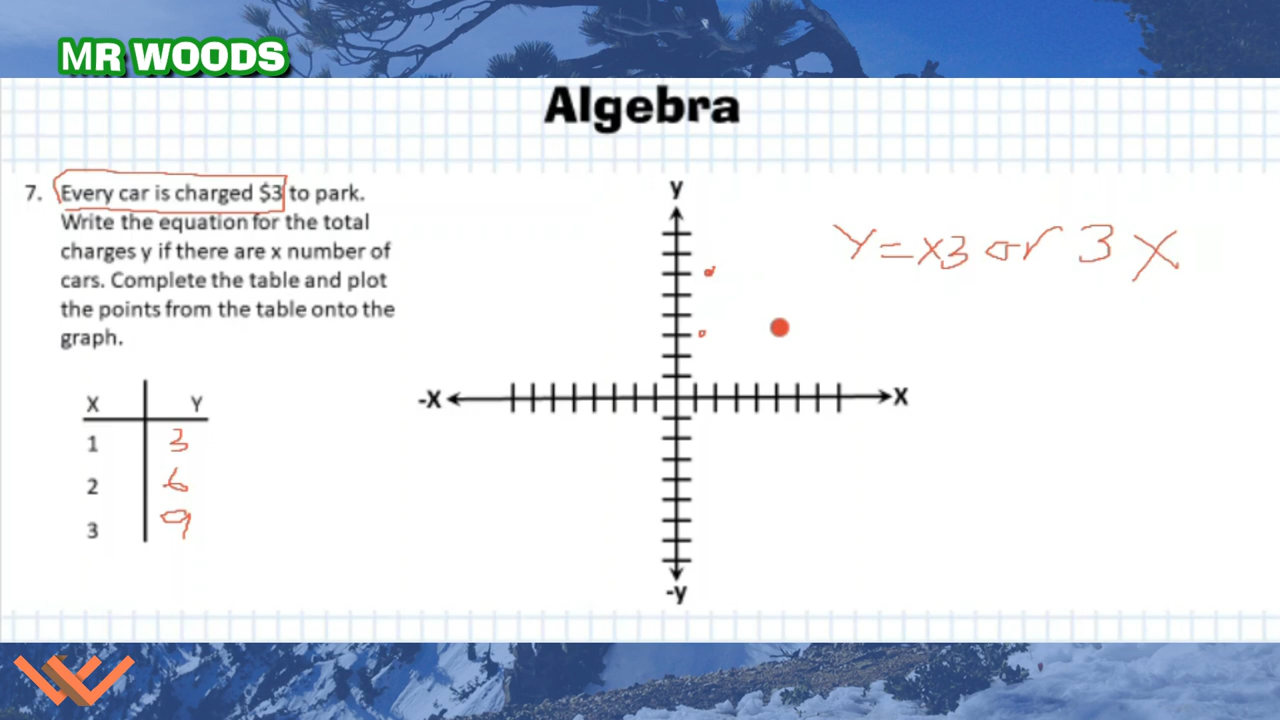 MR WOODS
Algebra
7. Every car is charged $3 to park.
Write the equation for the total
charges y if there are x number of
cars. Complete the table and plot
the points from the table onto the
graph.
X Y
1 3
2 6
3 9
y
-X X
-y
Y=x3 or 3X